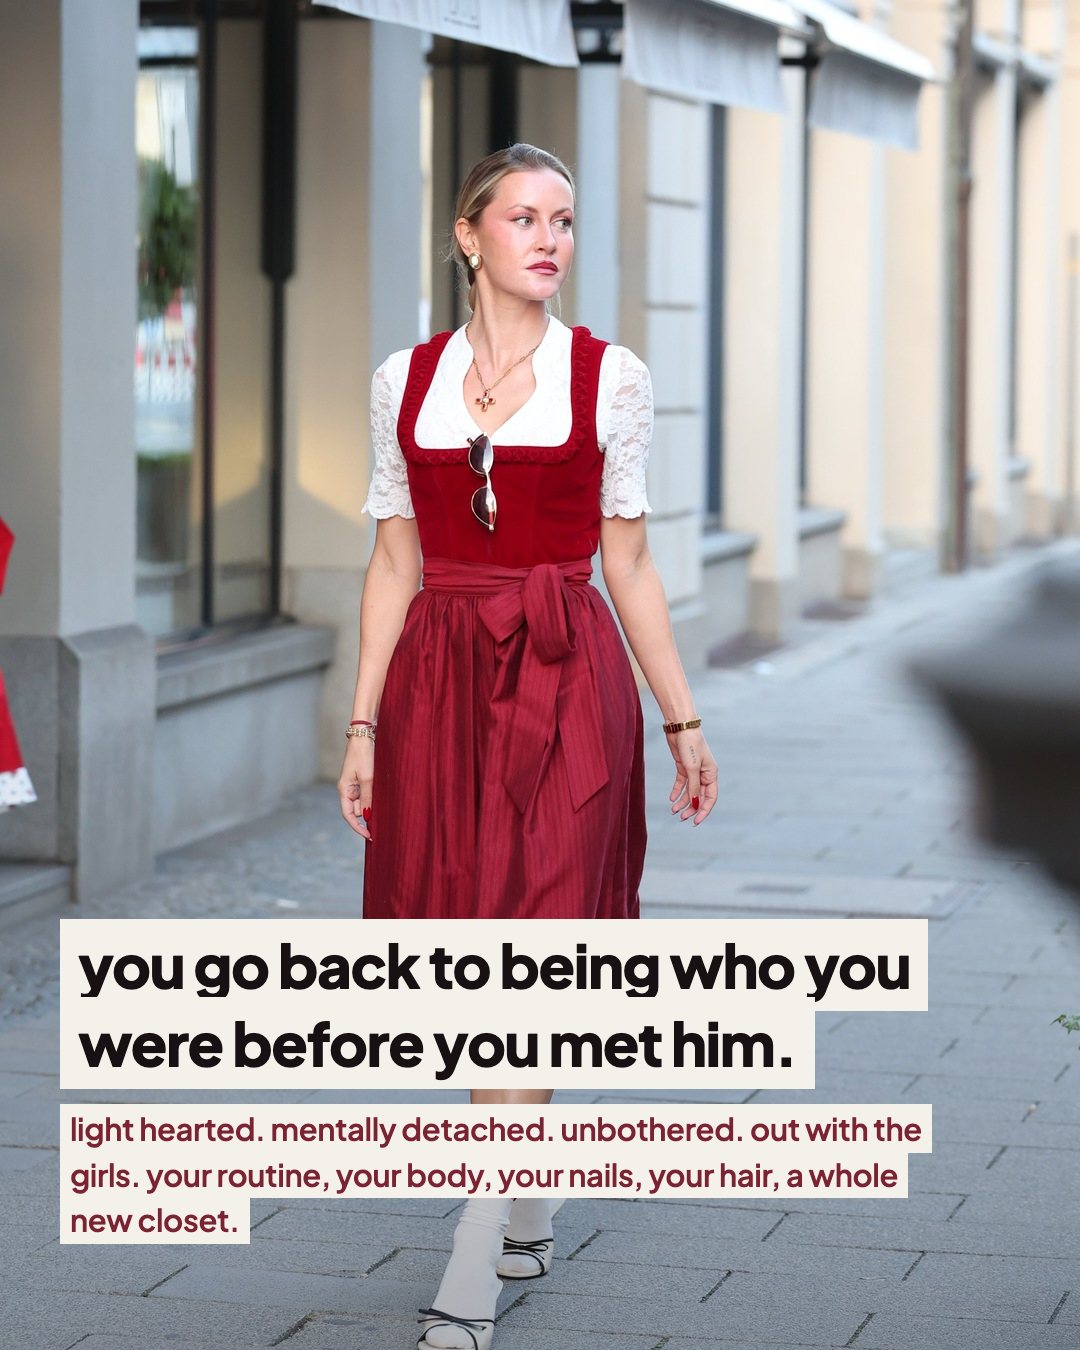 you go back to being who you
were before you met him.
light hearted. mentally detached. unbothered. out with the
girls. your routine, your body, your nails, your hair, a whole
new closet.